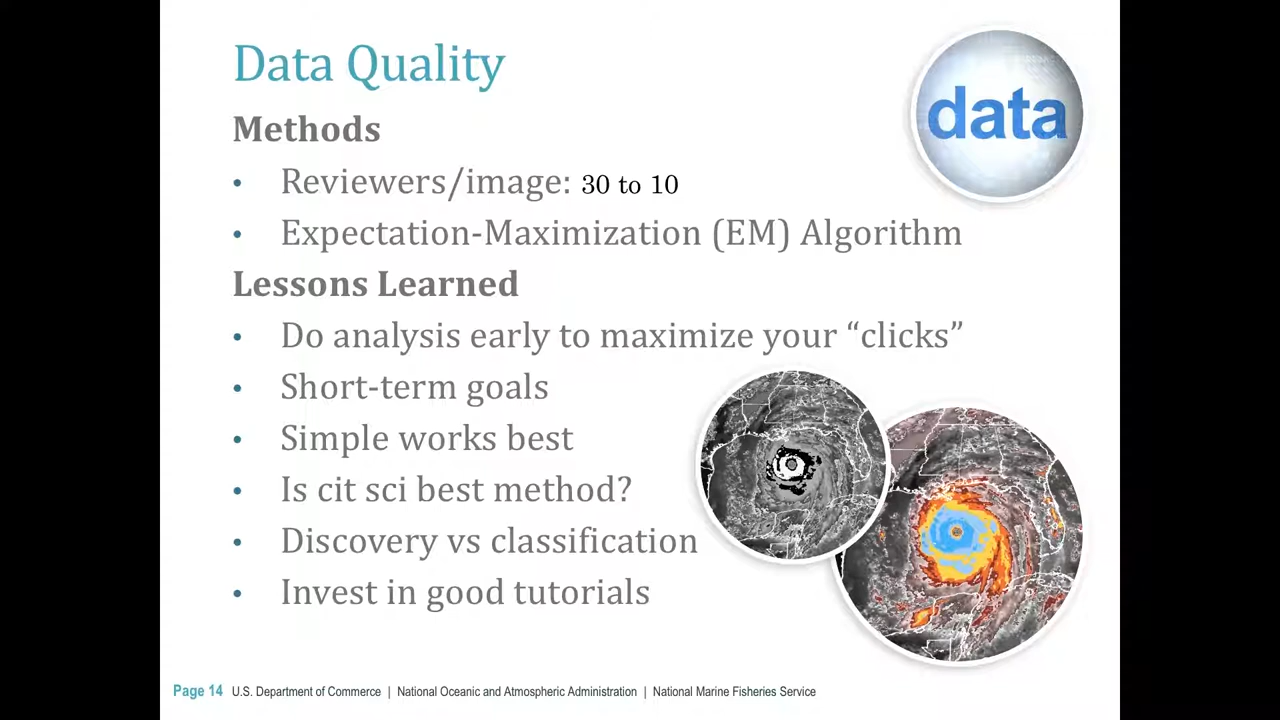 Data Quality
data
Methods
• Reviewers/image: 30 to 10
• Expectation-Maximization (EM) Algorithm
Lessons Learned
• Do analysis early to maximize your “clicks”
• Short-term goals
• Simple works best
• Is cit sci best method?
• Discovery vs classification
• Invest in good tutorials
Page 14 U.S. Department of Commerce | National Oceanic and Atmospheric Administration | National Marine Fisheries Service